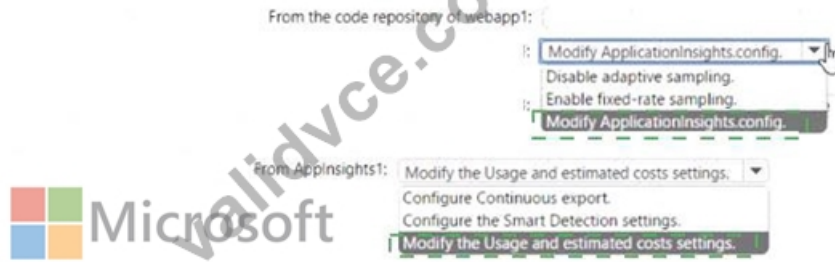 From the code repository of webapp1:
Modify ApplicationInsights.config.
Disable adaptive sampling.
Enable fixed-rate sampling.
Modify ApplicationInsights.config.
From AppInsights1: Modify the Usage and estimated costs settings.
Configure Continuous export.
Configure the Smart Detection settings.
Modify the Usage and estimated costs settings.
Microsoft
validvce.co